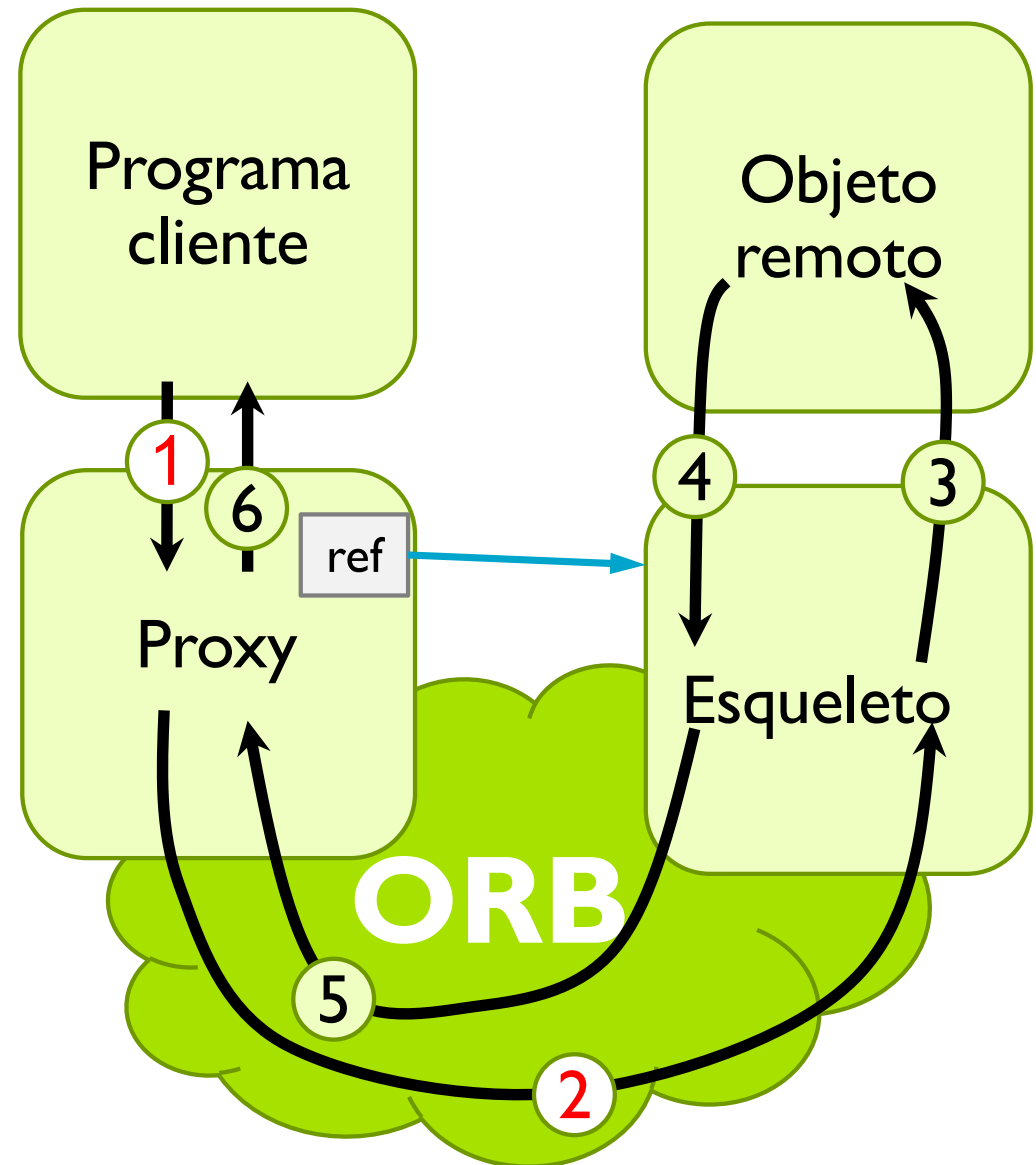 Programa
cliente
Objeto
remoto
1
6
4
3
ref
Proxy
Esqueleto
ORB
5
2